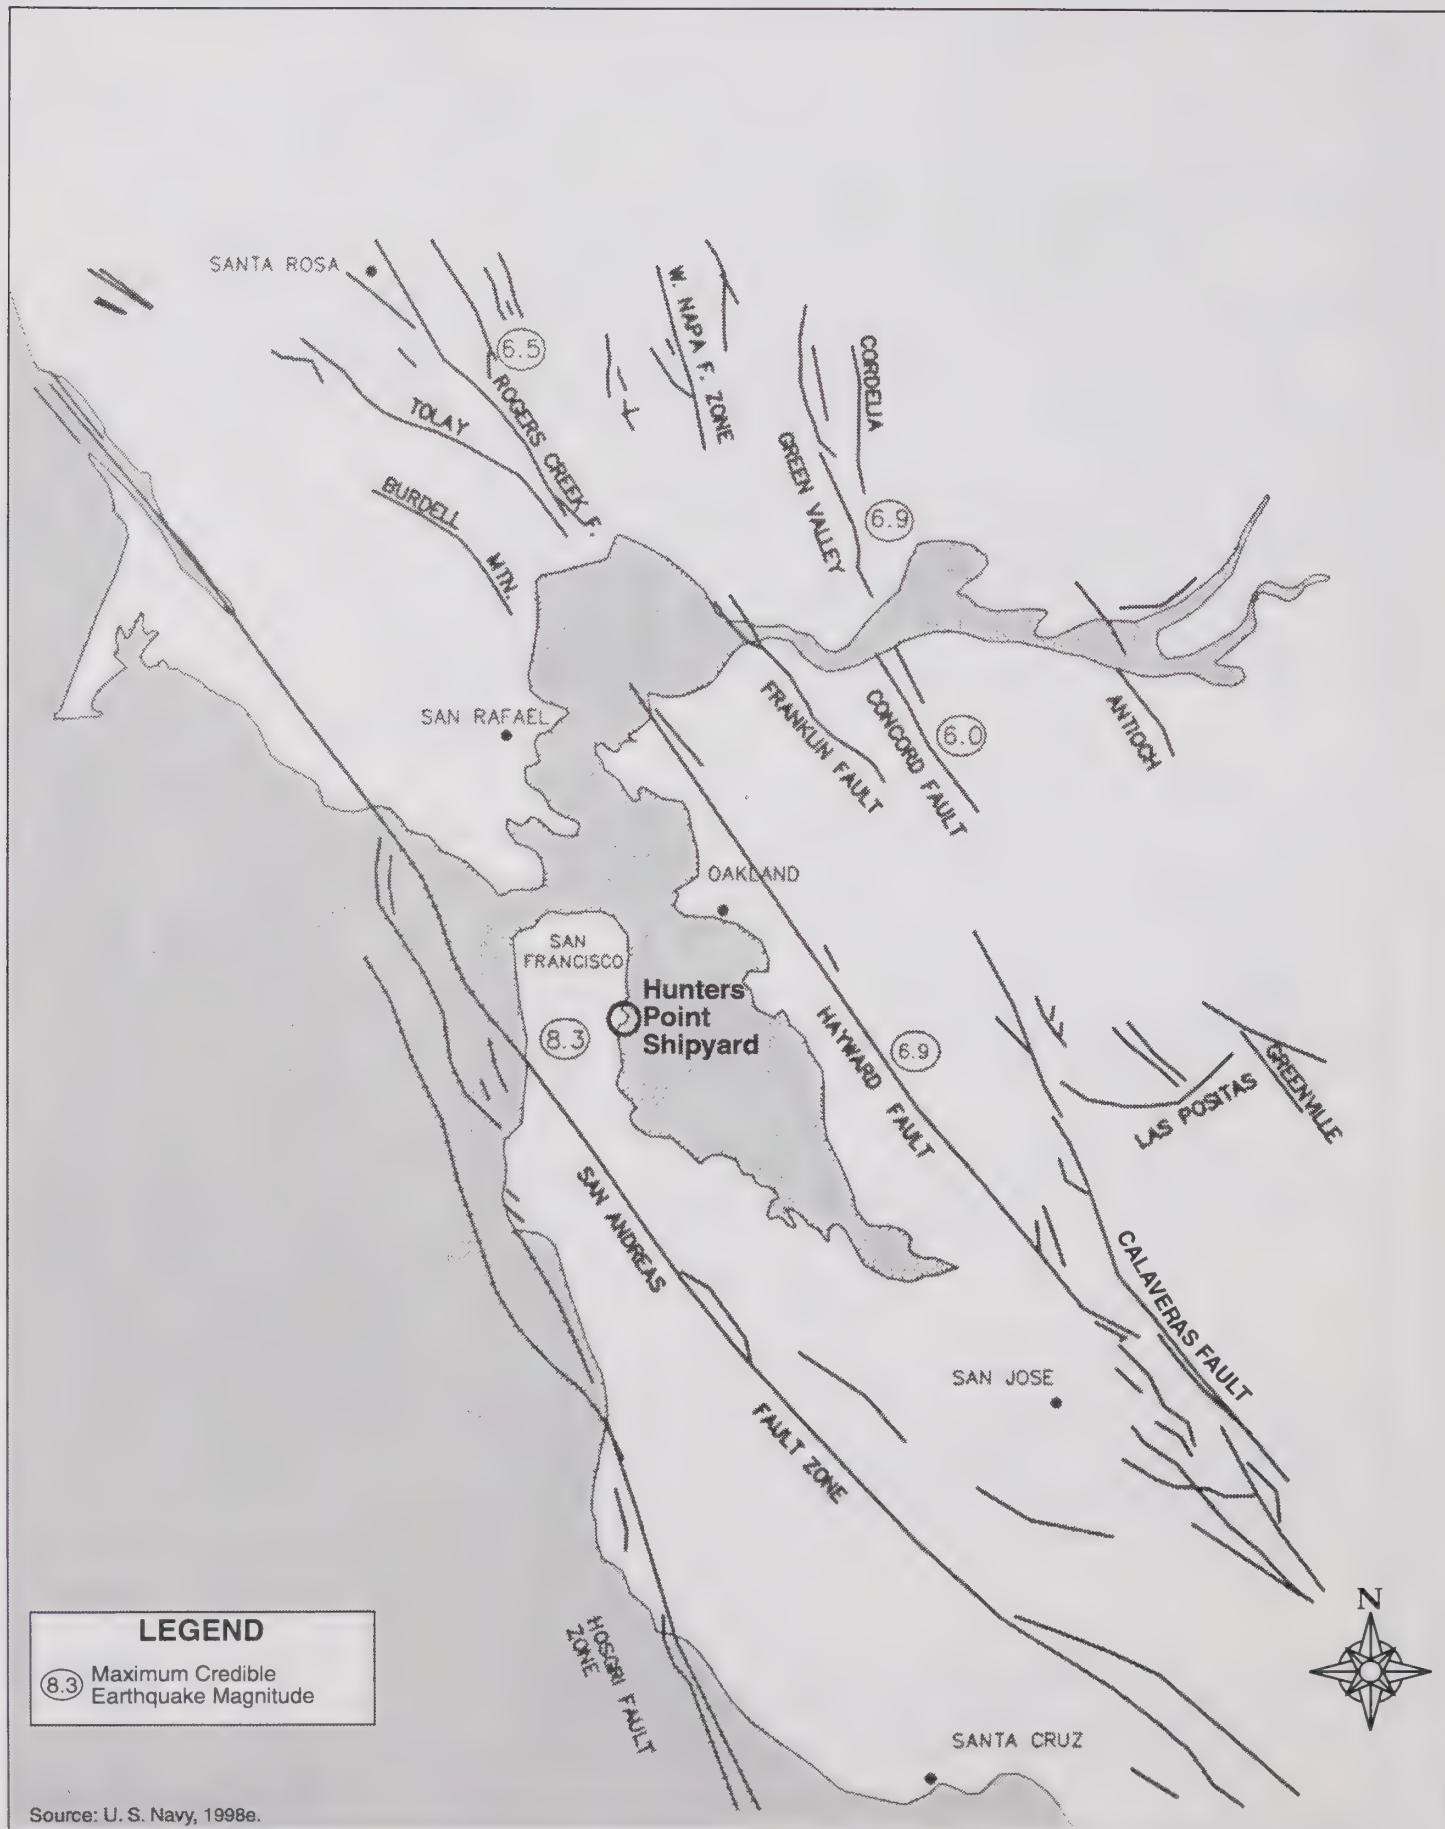 SANTA ROSA
6.5
ROGERS CREEK F.
TOLAY
BURDELL
MTN.
W. NAPA F. ZONE
CORDELIA
GREEN VALLEY
6.9
SAN RAFAEL
FRANKLIN FAULT
CONCORD FAULT
6.0
ANTIOCH
OAKLAND
SAN
FRANCISCO
Hunters
Point
Shipyard
8.3
HAYWARD FAULT
6.9
LAS POSITAS
GREENVILLE
SAN ANDREAS
FAULT ZONE
CALAVERAS FAULT
SAN JOSE
HOSGRI FAULT
ZONE
SANTA CRUZ
N
LEGEND
8.3 Maximum Credible
Earthquake Magnitude
Source: U. S. Navy, 1998e.